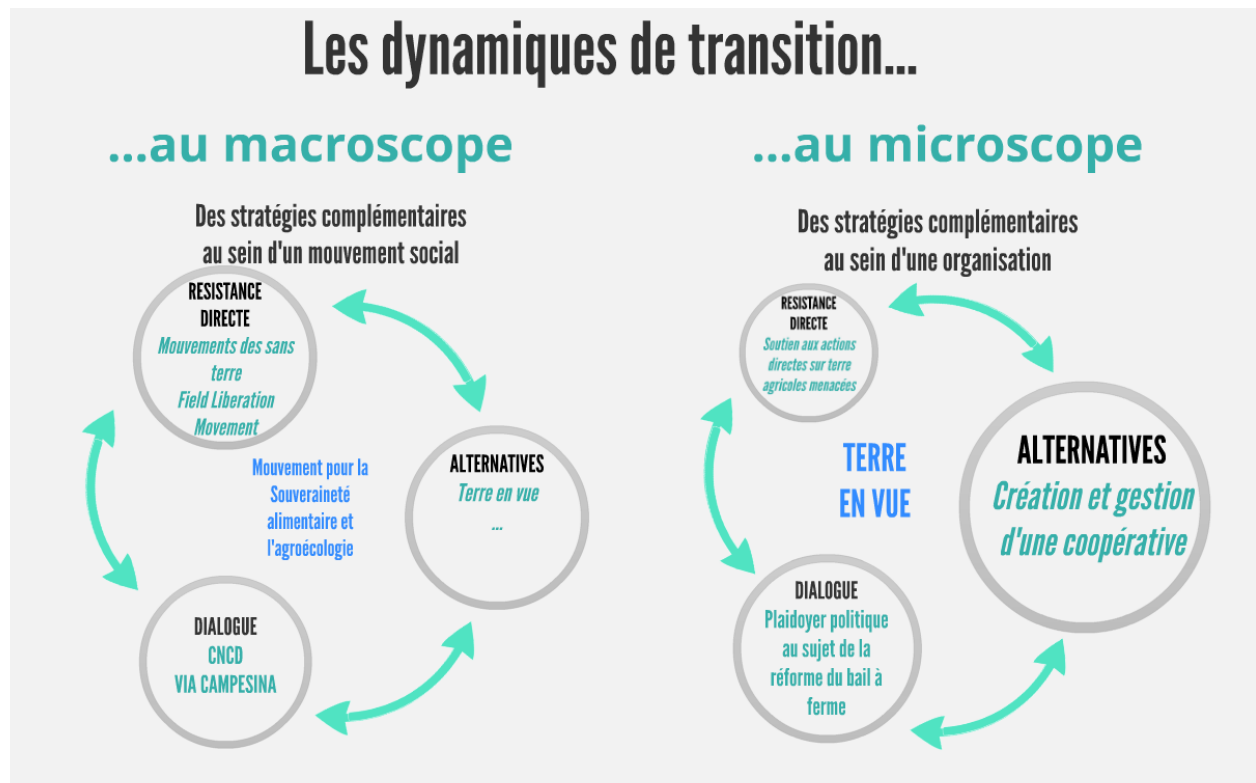 Les dynamiques de transition...
...au macroscope
Des stratégies complémentaires
au sein d'un mouvement social
RESISTANCE
DIRECTE
Mouvements des sans
terre
Field Liberation
Movement
Mouvement pour la
Souveraineté
alimentaire et
l'agroécologie
ALTERNATIVES
Terre en vue
...
DIALOGUE
CNCD
VIA CAMPESINA
...au microscope
Des stratégies complémentaires
au sein d'une organisation
RESISTANCE
DIRECTE
Soutien aux actions
directes sur terre
agricoles menacées
TERRE
EN VUE
ALTERNATIVES
Création et gestion
d'une coopérative
DIALOGUE
Plaidoyer politique
au sujet de la
réforme du bail à
ferme